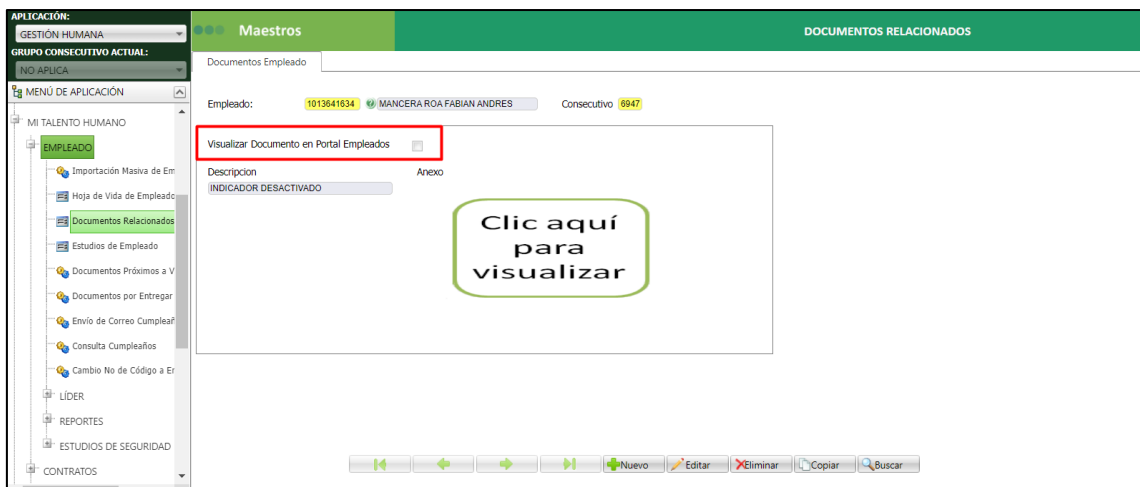 APLICACIÓN:
GESTIÓN HUMANA
GRUPO CONSECUTIVO ACTUAL:
NO APLICA
MENÚ DE APLICACIÓN
MI TALENTO HUMANO
EMPLEADO
Importación Masiva de Em
Hoja de Vida de Empleado
Documentos Relacionados
Estudios de Empleado
Documentos Próximos a V
Documentos por Entregar
Envío de Correo Cumpleañ
Consulta Cumpleaños
Cambio No de Código a Er
LÍDER
REPORTES
ESTUDIOS DE SEGURIDAD
CONTRATOS
Maestros
DOCUMENTOS RELACIONADOS
Documentos Empleado
Empleado: 1013641634 MANCERA ROA FABIAN ANDRES Consecutivo 6947
Visualizar Documento en Portal Empleados
Descripcion Anexo
INDICADOR DESACTIVADO
Clic aquí
para
visualizar
Nuevo Editar Eliminar Copiar Buscar